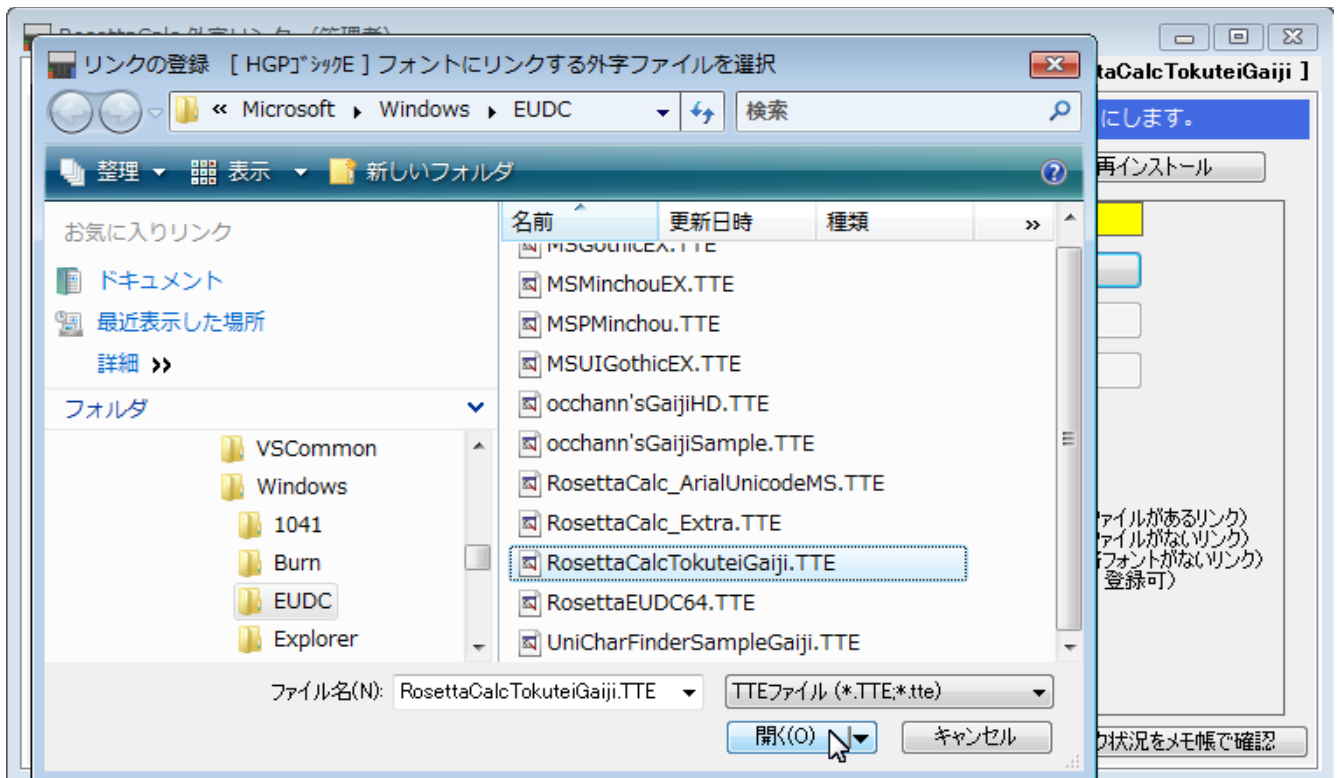 RosettaCalc 外字リンカ (管理者)
リンクの登録 [ HGPｺﾞｼｯｸE ] フォントにリンクする外字ファイルを選択
taCalcTokuteiGaiji ]
« Microsoft ▸ Windows ▸ EUDC
検索
にします。
整理 表示 新しいフォルダ
再インストール
お気に入りリンク
名前 更新日時 種類 »
MSGothicEX.TTE
ドキュメント
MSMinchouEX.TTE
最近表示した場所
MSPMinchou.TTE
詳細 »
MSUIGothicEX.TTE
フォルダ
occhann'sGaijiHD.TTE
VSCommon
occhann'sGaijiSample.TTE
Windows
RosettaCalc_ArialUnicodeMS.TTE
1041
RosettaCalc_Extra.TTE
Burn
RosettaCalcTokuteiGaiji.TTE
EUDC
RosettaEUDC64.TTE
Explorer
UniCharFinderSampleGaiji.TTE
ァイルがあるリンク)
ァイルがないリンク)
フォントがないリンク)
登録可)
ファイル名(N): RosettaCalcTokuteiGaiji.TTE
TTEファイル (*.TTE;*.tte)
開く(O) キャンセル
ク状況をメモ帳で確認